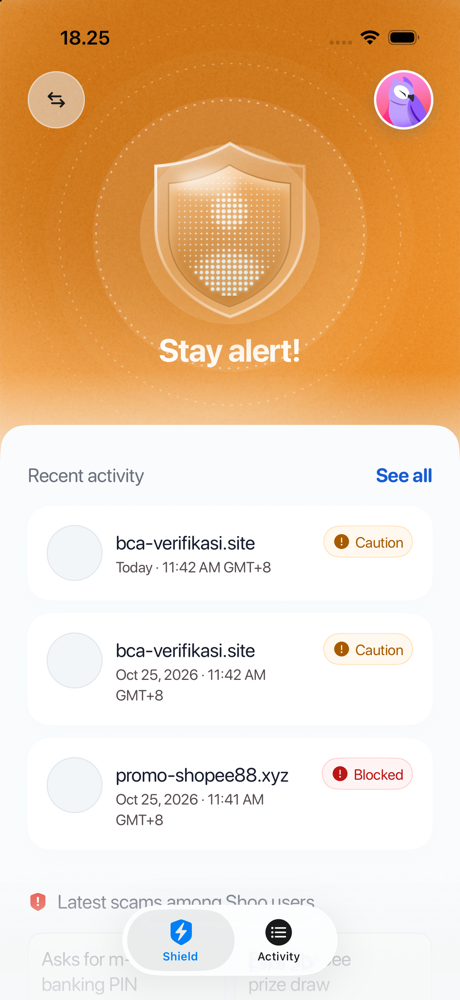 18.25
Stay alert!
Recent activity
See all
bca-verifikasi.site
Caution
Today · 11:42 AM GMT+8
bca-verifikasi.site
Caution
Oct 25, 2026 · 11:42 AM
GMT+8
promo-shopee88.xyz
Blocked
Oct 25, 2026 · 11:41 AM
GMT+8
Latest scams among Shoo users
Asks for m-
banking PIN
prize draw
Shield
Activity